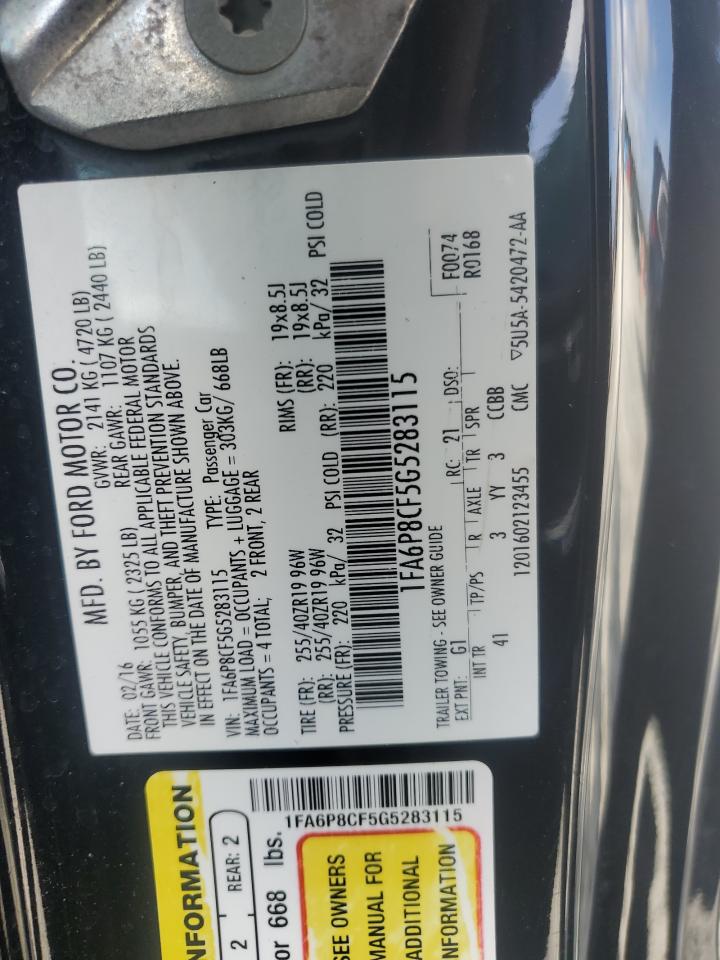 MFD. BY FORD MOTOR CO.
DATE: 02/16 GVWR: 2141 KG ( 4720 LB)
FRONT GAWR: 1055 KG ( 2325 LB) REAR GAWR: 1107 KG ( 2440 LB)
THIS VEHICLE CONFORMS TO ALL APPLICABLE FEDERAL MOTOR
VEHICLE SAFETY, BUMPER, AND THEFT PREVENTION STANDARDS
IN EFFECT ON THE DATE OF MANUFACTURE SHOWN ABOVE.
VIN: 1FA6P8CF5G5283115 TYPE: Passenger Car
MAXIMUM LOAD = OCCUPANTS + LUGGAGE = 303KG/ 668LB
OCCUPANTS = 4 TOTAL; 2 FRONT, 2 REAR
TIRE (FR): 255/40ZR19 96W RIMS (FR): 19x8.5J
(RR): 255/40ZR19 96W (RR): 19x8.5J
PRESSURE (FR): 220 kPa/ 32 PSI COLD (RR): 220 kPa/ 32 PSI COLD
1FA6P8CF5G5283115
TRAILER TOWING - SEE OWNER GUIDE F0074
EXT PNT: G1 RC: 21 DSO: R0168
INT TR TP/PS R AXLE TR SPR
41 3 YY 3 CCBB
1201602123455 CMC ▽5U5A-5420472-AA
NFORMATION
2 REAR: 2
or 668 lbs.
1FA6P8CF5G5283115
SEE OWNERS
MANUAL FOR
ADDITIONAL
NFORMATION